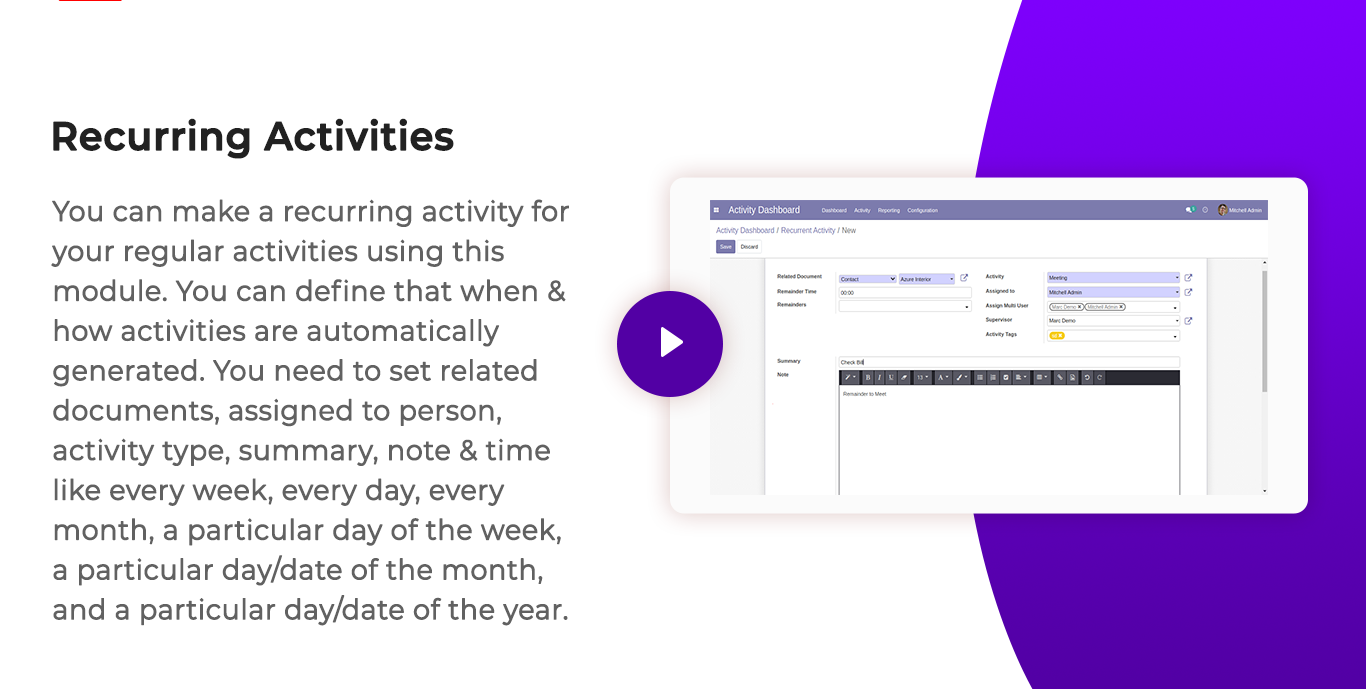 Recurring Activities
You can make a recurring activity for
your regular activities using this
module. You can define that when &
how activities are automatically
generated. You need to set related
documents, assigned to person,
activity type, summary, note & time
like every week, every day, every
month, a particular day of the week,
a particular day/date of the month,
and a particular day/date of the year.
Activity Dashboard Dashboard Activity Reporting Configuration Mitchell Admin
Activity Dashboard / Recurrent Activity / New
Save Discard
Related Document Contact Azure Interior
Remainder Time 00:00
Remainders
Activity Meeting
Assigned to Mitchell Admin
Assign Multi User Marc Demo × Mitchell Admin ×
Supervisor Marc Demo
Activity Tags
Summary Check Bill
Note
B I U 13 A
Remainder to Meet